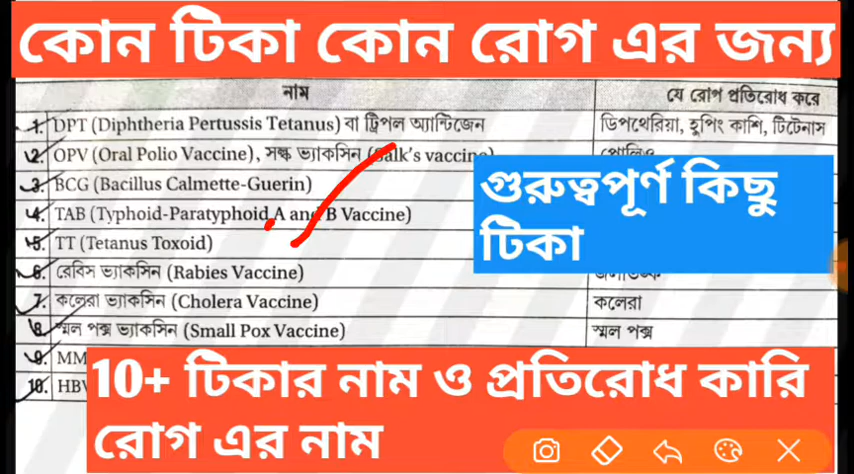 কোন টিকা কোন রোগ এর জন্য
নাম যে রোগ প্রতিরোধ করে
1. DPT (Diphtheria Pertussis Tetanus) বা ট্রিপল অ্যান্টিজেন ডিপথেরিয়া, হুপিং কাশি, টিটেনাস
2. OPV (Oral Polio Vaccine), সল্ক ভ্যাকসিন (Salk's vaccine)
3. BCG (Bacillus Calmette-Guerin)
4. TAB (Typhoid-Paratyphoid A and B Vaccine)
5. TT (Tetanus Toxoid)
গুরুত্বপূর্ণ কিছু
টিকা
6. রেবিস ভ্যাকসিন (Rabies Vaccine)
7. কলেরা ভ্যাকসিন (Cholera Vaccine) কলেরা
8. স্মল পক্স ভ্যাকসিন (Small Pox Vaccine) স্মল পক্স
9.
10.
10+ টিকার নাম ও প্রতিরোধ কারি
রোগ এর নাম